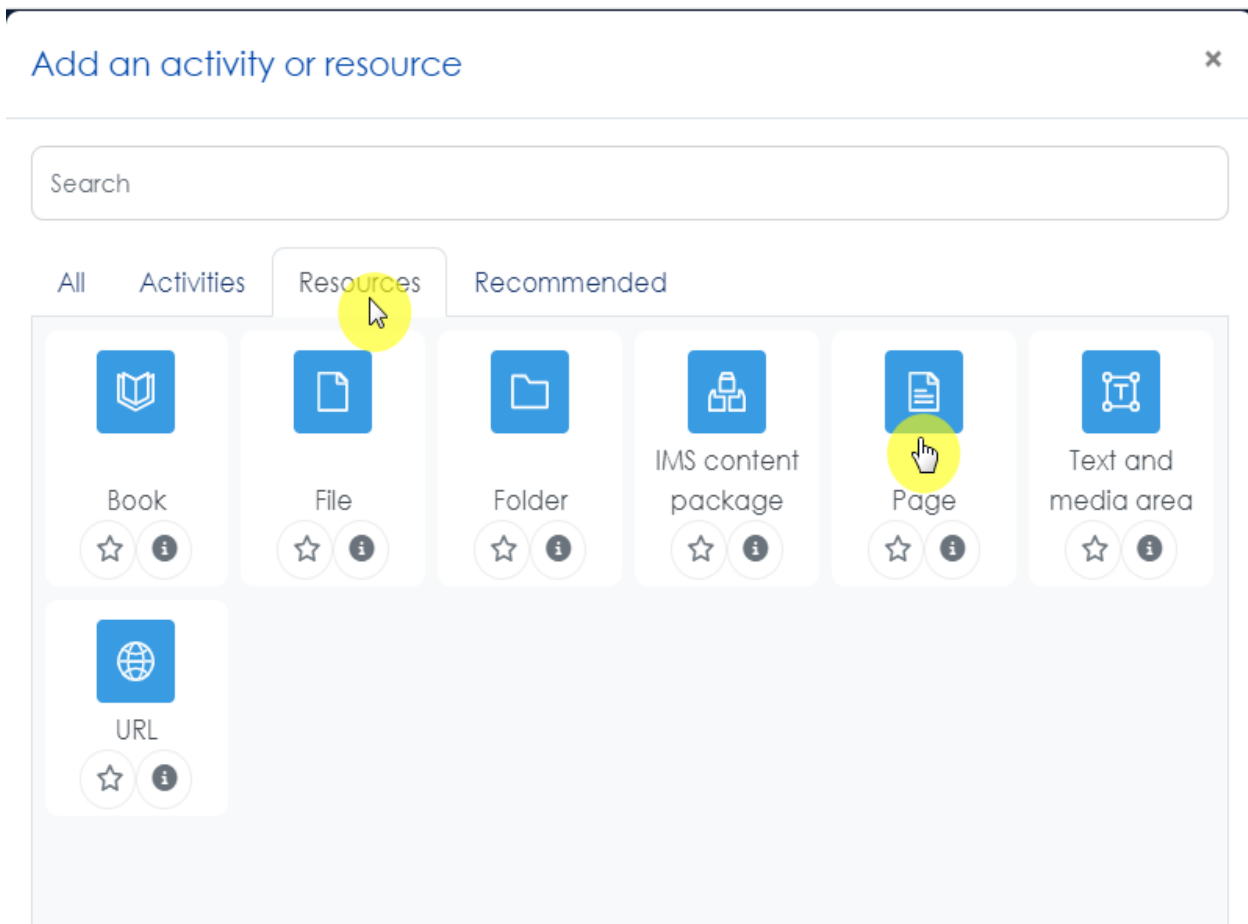 Add an activity or resource
×
Search
All Activities Resources Recommended
Book
File
Folder
IMS content
package
Page
Text and
media area
URL